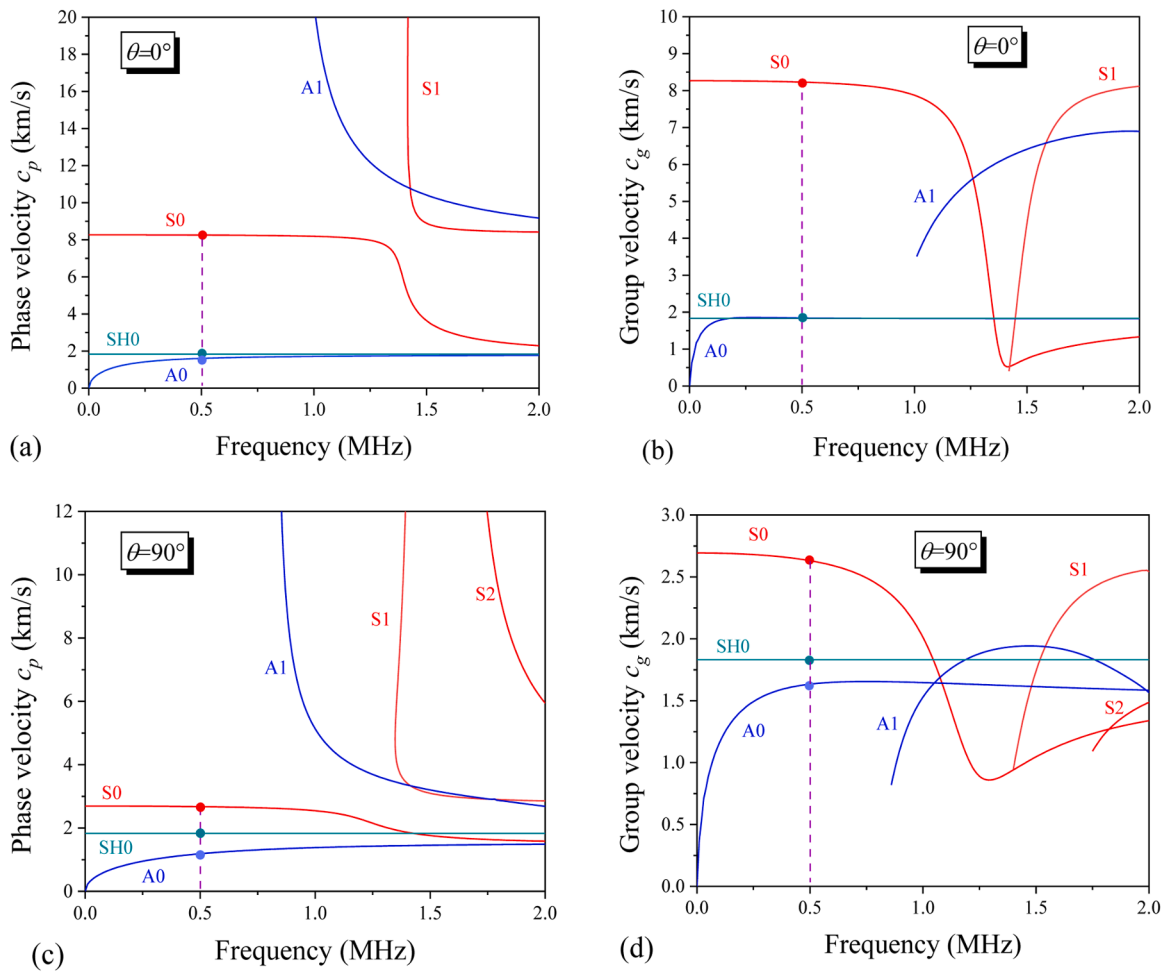 θ=0°
Phase velocity cp (km/s)
20
18
16
14
12
10
8
6
4
2
0
A1
S1
S0
SH0
A0
0.0 0.5 1.0 1.5 2.0
Frequency (MHz)
(a)
θ=0°
Group veloctiy cg (km/s)
10
9
8
7
6
5
4
3
2
1
0
S0
S1
A1
SH0
A0
0.0 0.5 1.0 1.5 2.0
Frequency (MHz)
(b)
θ=90°
Phase velocity cp (km/s)
12
10
8
6
4
2
0
S2
S1
A1
S0
SH0
A0
0.0 0.5 1.0 1.5 2.0
Frequency (MHz)
(c)
θ=90°
Group velocity cg (km/s)
3.0
2.5
2.0
1.5
1.0
0.5
0.0
S0
S1
SH0
A0
A1
S2
0.0 0.5 1.0 1.5 2.0
Frequency (MHz)
(d)